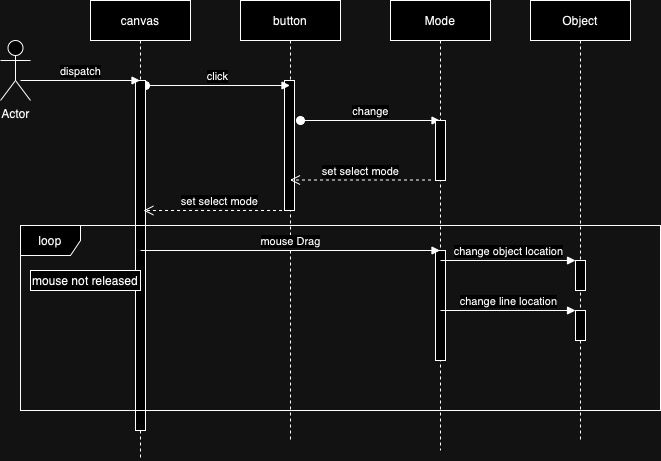 canvas
button
Mode
Object
dispatch
click
Actor
change
set select mode
set select mode
loop
mouse Drag
change object location
mouse not released
change line location